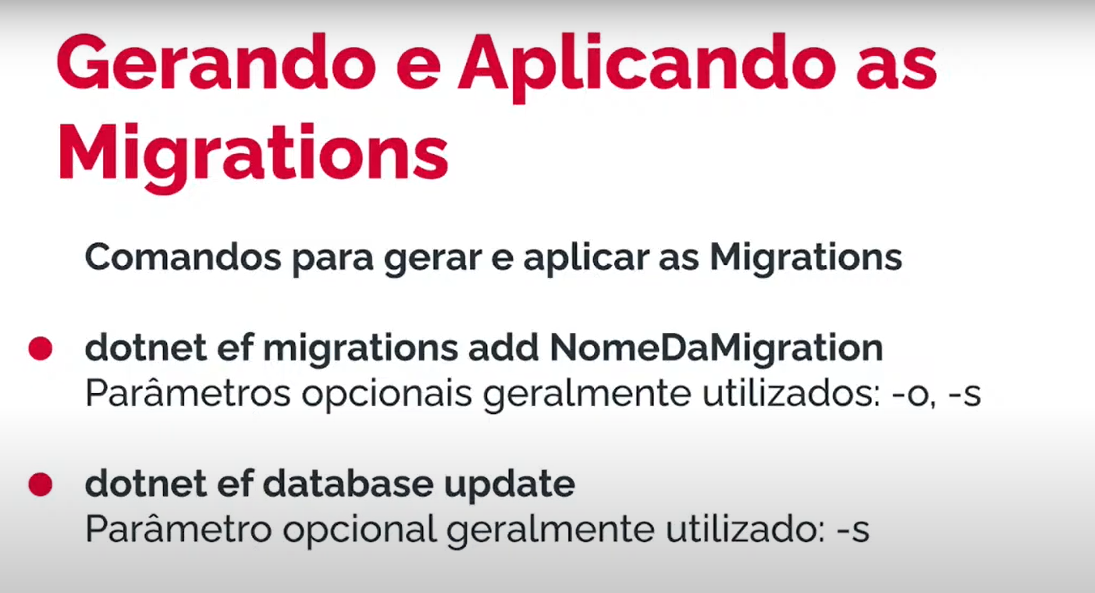 Gerando e Aplicando as
Migrations
Comandos para gerar e aplicar as Migrations
dotnet ef migrations add NomeDaMigration
Parâmetros opcionais geralmente utilizados: -o, -s
dotnet ef database update
Parâmetro opcional geralmente utilizado: -s